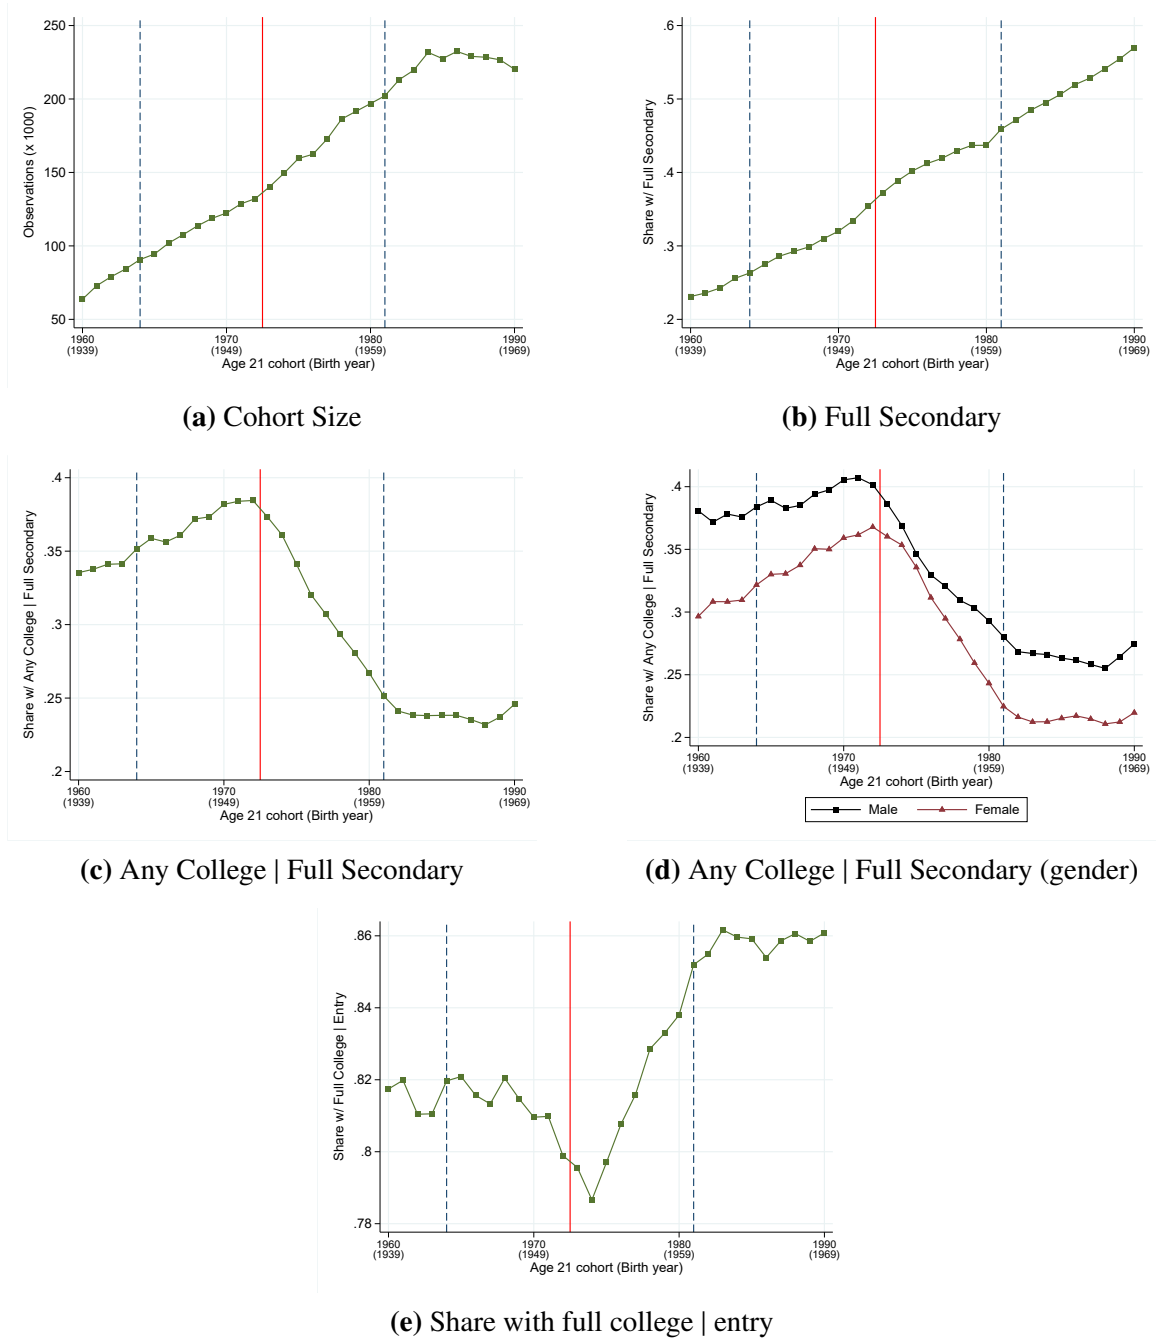 250
200
150
100
50
Observations (x 1000)
1960 1970 1980 1990
(1939) (1949) (1959) (1969)
Age 21 cohort (Birth year)
(a) Cohort Size
.6
.5
.4
.3
.2
Share w/ Full Secondary
1960 1970 1980 1990
(1939) (1949) (1959) (1969)
Age 21 cohort (Birth year)
(b) Full Secondary
.4
.35
.3
.25
.2
Share w/ Any College | Full Secondary
1960 1970 1980 1990
(1939) (1949) (1959) (1969)
Age 21 cohort (Birth year)
(c) Any College | Full Secondary
.4
.35
.3
.25
.2
Share w/ Any College | Full Secondary
1960 1970 1980 1990
(1939) (1949) (1959) (1969)
Age 21 cohort (Birth year)
Male Female
(d) Any College | Full Secondary (gender)
.86
.84
.82
.8
.78
Share w/ Full College | Entry
1960 1970 1980 1990
(1939) (1949) (1959) (1969)
Age 21 cohort (Birth year)
(e) Share with full college | entry